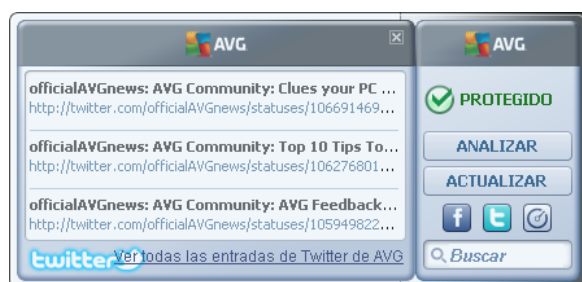 AVG
officialAVGnews: AVG Community: Clues your PC ...
http://twitter.com/officialAVGnews/statuses/106691469...
officialAVGnews: AVG Community: Top 10 Tips To...
http://twitter.com/officialAVGnews/statuses/106276801...
officialAVGnews: AVG Community: AVG Feedback...
http://twitter.com/officialAVGnews/statuses/105949822...
twitter Ver todas las entradas de Twitter de AVG
AVG
PROTEGIDO
ANALIZAR
ACTUALIZAR
f t
Buscar